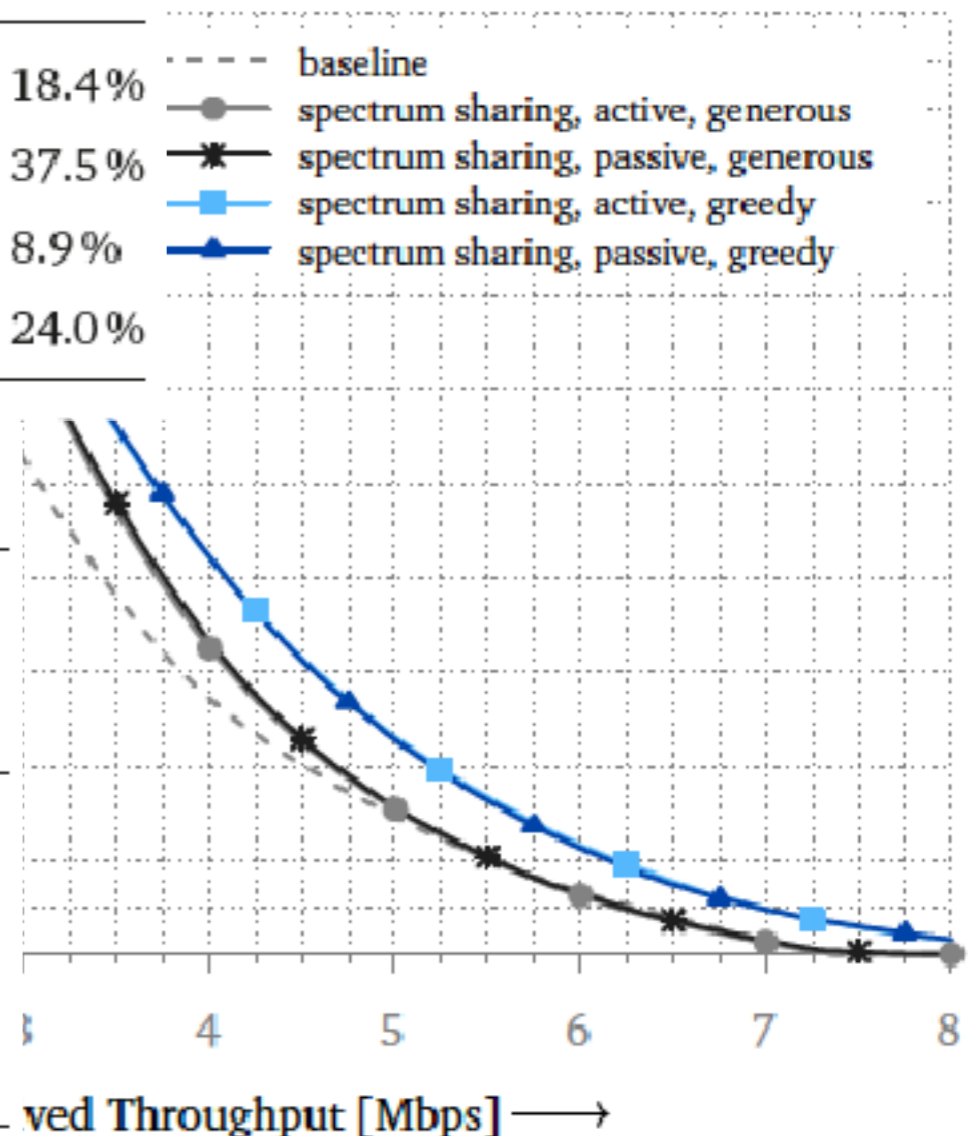 18.4%
37.5%
8.9%
24.0%
baseline
spectrum sharing, active, generous
spectrum sharing, passive, generous
spectrum sharing, active, greedy
spectrum sharing, passive, greedy
4 5 6 7 8
Throughput [Mbps]